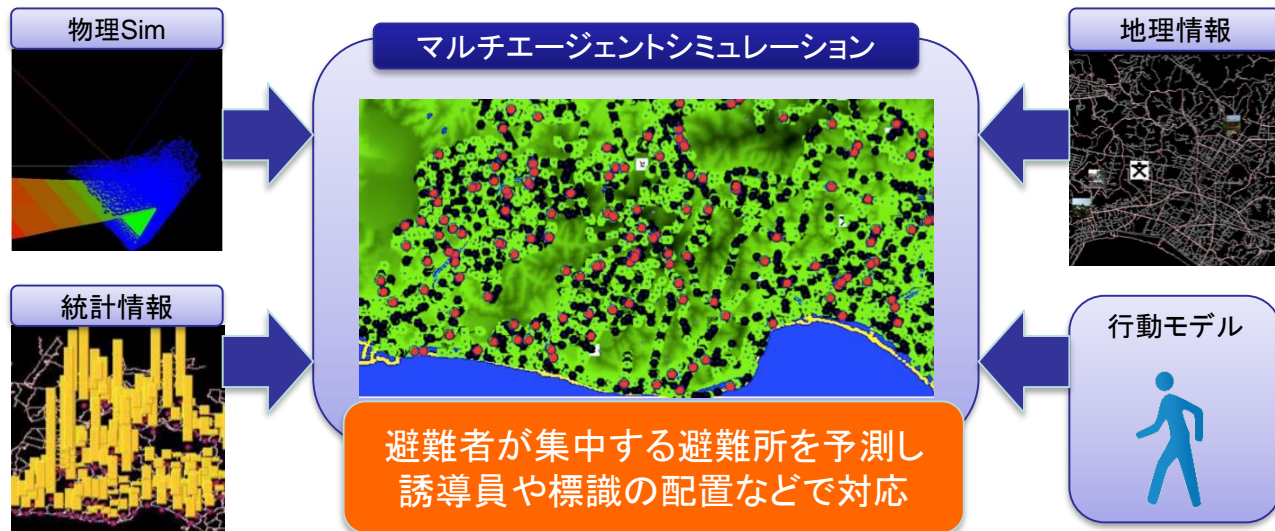 物理Sim
マルチエージェントシミュレーション
地理情報
文
統計情報
行動モデル
避難者が集中する避難所を予測し
誘導員や標識の配置などで対応